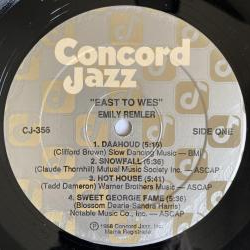 Concord
Jazz
"EAST TO WES"
EMILY REMLER
CJ-356
SIDE ONE
1. DAAHOUD (5:10)
(Clifford Brown) Slow Dancing Music — BMI
2. SNOWFALL (6:36)
(Claude Thornhill) Mutual Music Society Inc. — ASCAP
3. HOT HOUSE (5:41)
(Tadd Dameron) Warner Brothers Music — ASCAP
4. SWEET GEORGIE FAME (5:36)
(Blossom Dearie-Sandra Harris)
Notable Music Co., Inc. — ASCAP
1988 Concord Jazz, Inc.
Marca Registrada